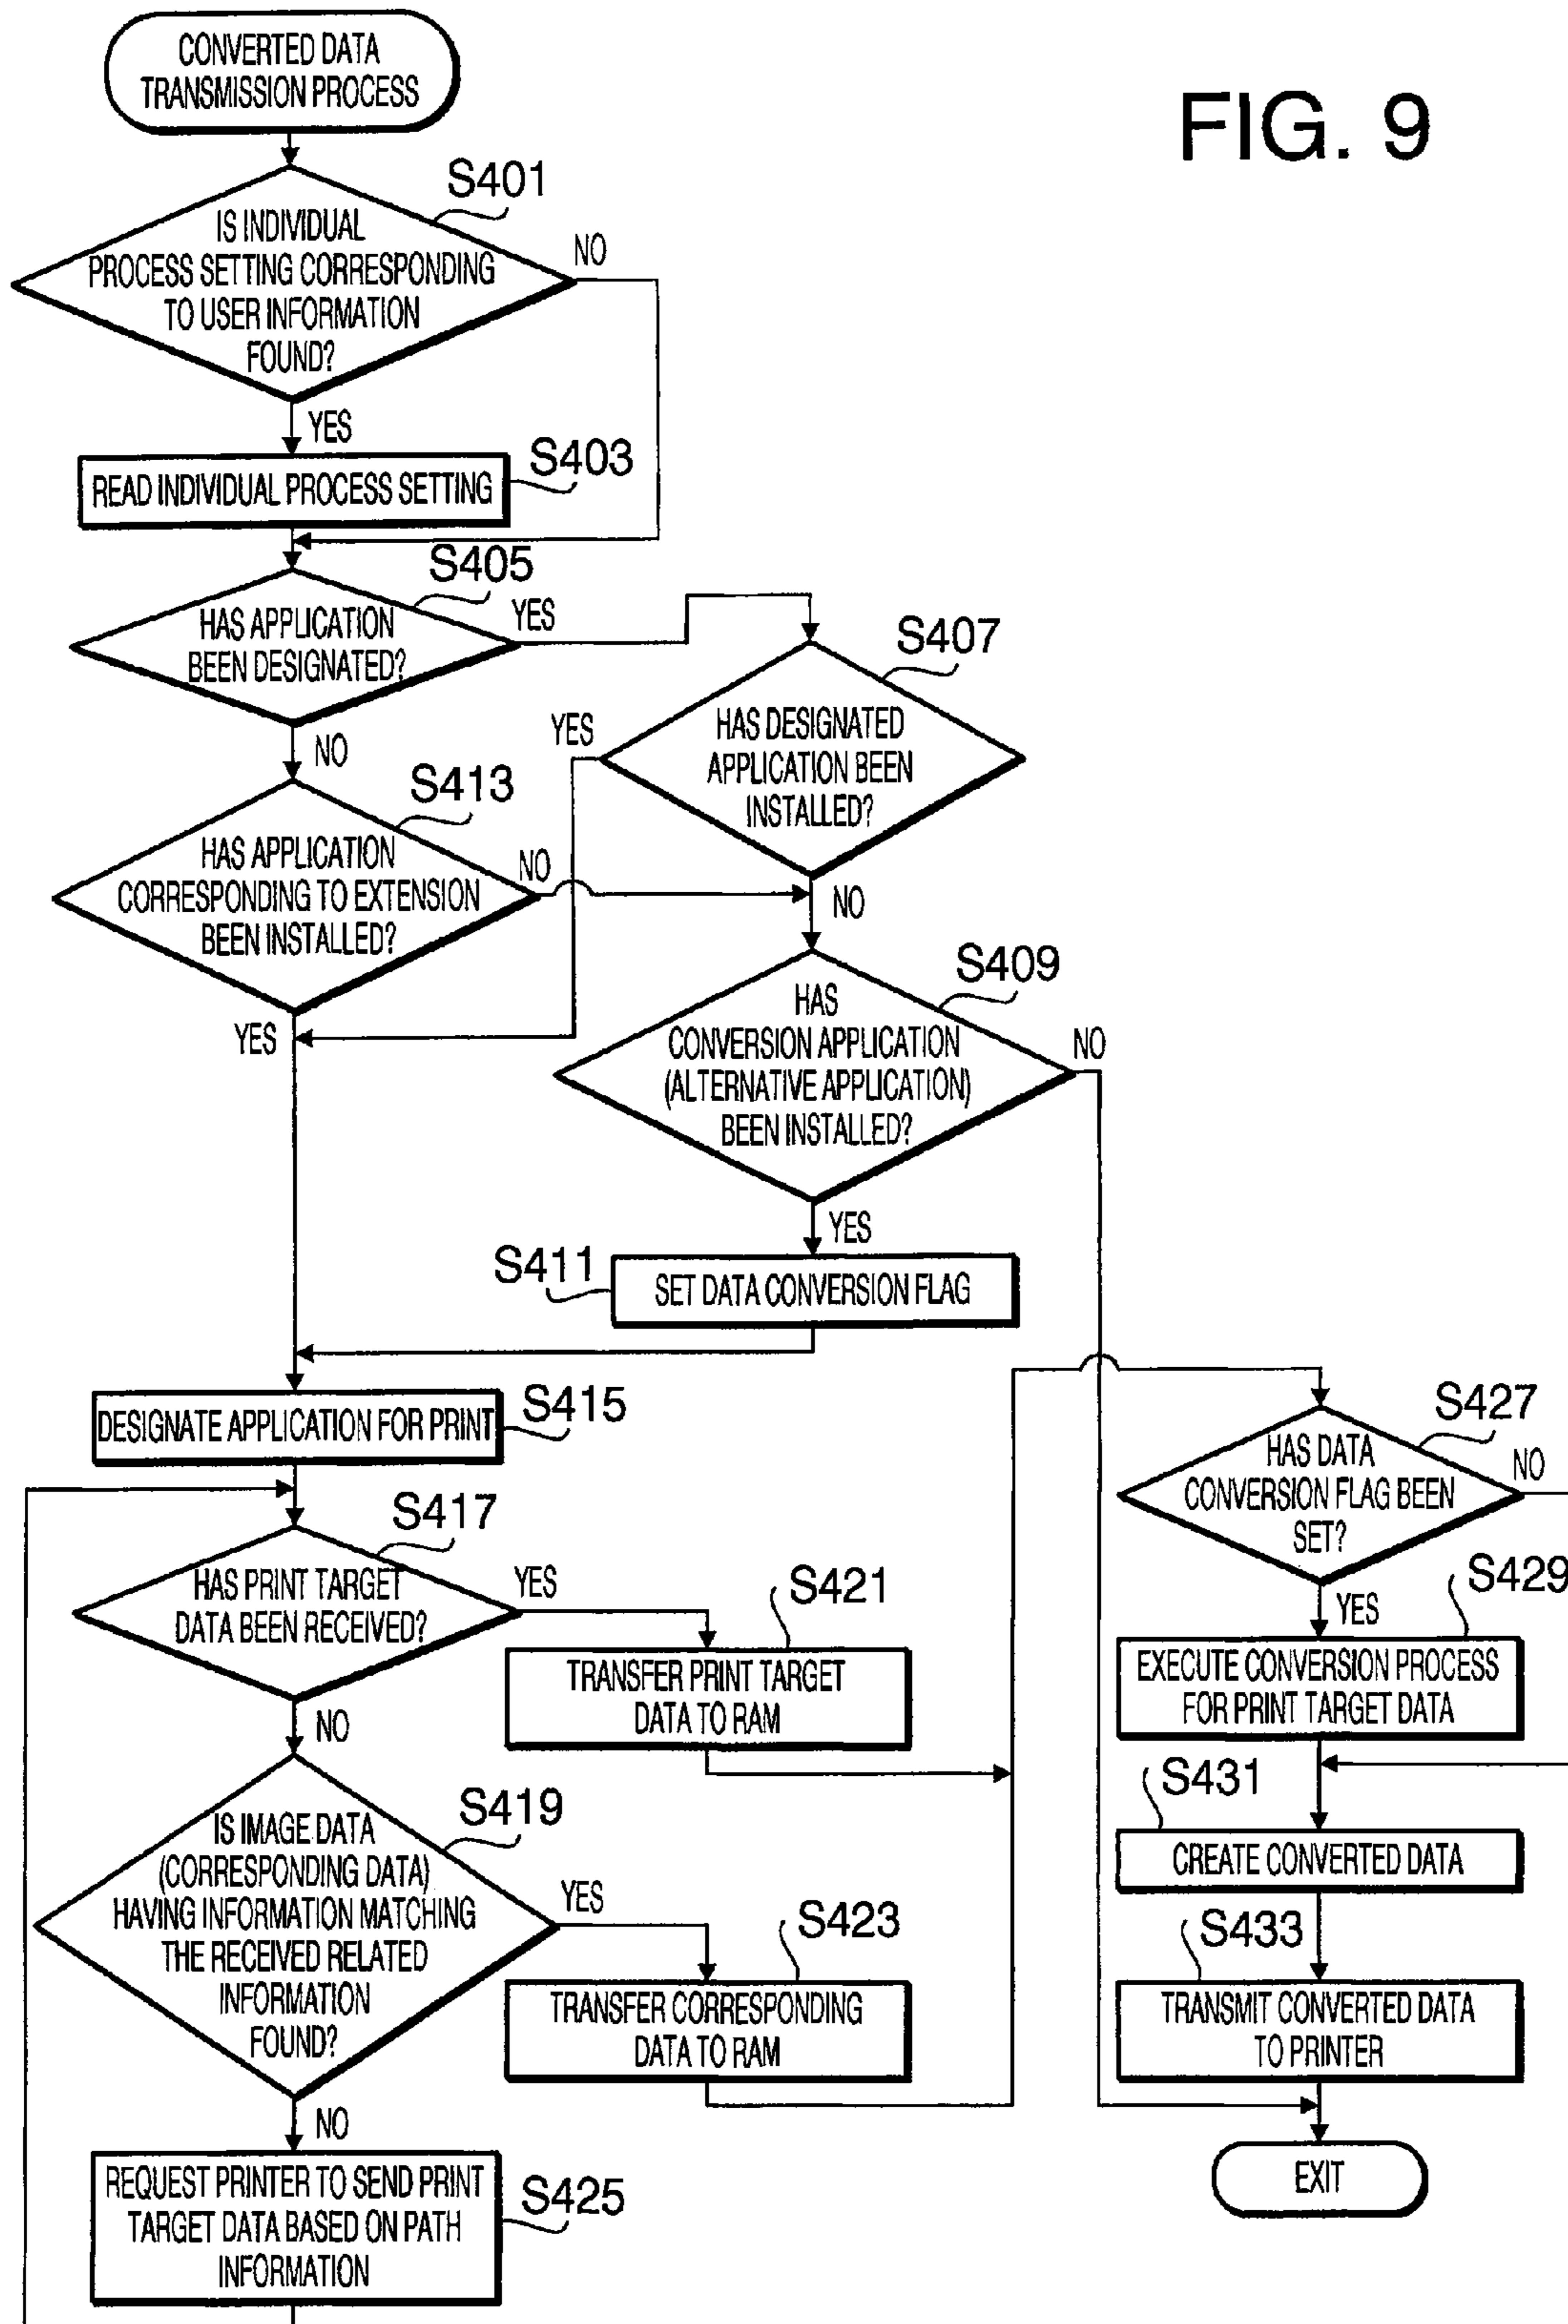 FIG. 9
CONVERTED DATA
TRANSMISSION PROCESS
S401
IS INDIVIDUAL
PROCESS SETTING CORRESPONDING
TO USER INFORMATION
FOUND?
NO
YES
S403
READ INDIVIDUAL PROCESS SETTING
S405
HAS APPLICATION
BEEN DESIGNATED?
YES
NO
S407
HAS DESIGNATED
APPLICATION BEEN
INSTALLED?
YES
NO
S413
HAS APPLICATION
CORRESPONDING TO EXTENSION
BEEN INSTALLED?
NO
YES
S409
HAS
CONVERSION APPLICATION
(ALTERNATIVE APPLICATION)
BEEN INSTALLED?
NO
YES
S411
SET DATA CONVERSION FLAG
DESIGNATE APPLICATION FOR PRINT
S415
S417
HAS PRINT TARGET
DATA BEEN RECEIVED?
YES
NO
S421
TRANSFER PRINT TARGET
DATA TO RAM
S419
IS IMAGE DATA
(CORRESPONDING DATA)
HAVING INFORMATION MATCHING
THE RECEIVED RELATED
INFORMATION
FOUND?
YES
NO
S423
TRANSFER CORRESPONDING
DATA TO RAM
REQUEST PRINTER TO SEND PRINT
TARGET DATA BASED ON PATH
INFORMATION
S425
S427
HAS DATA
CONVERSION FLAG BEEN
SET?
NO
YES
S429
EXECUTE CONVERSION PROCESS
FOR PRINT TARGET DATA
S431
CREATE CONVERTED DATA
S433
TRANSMIT CONVERTED DATA
TO PRINTER
EXIT